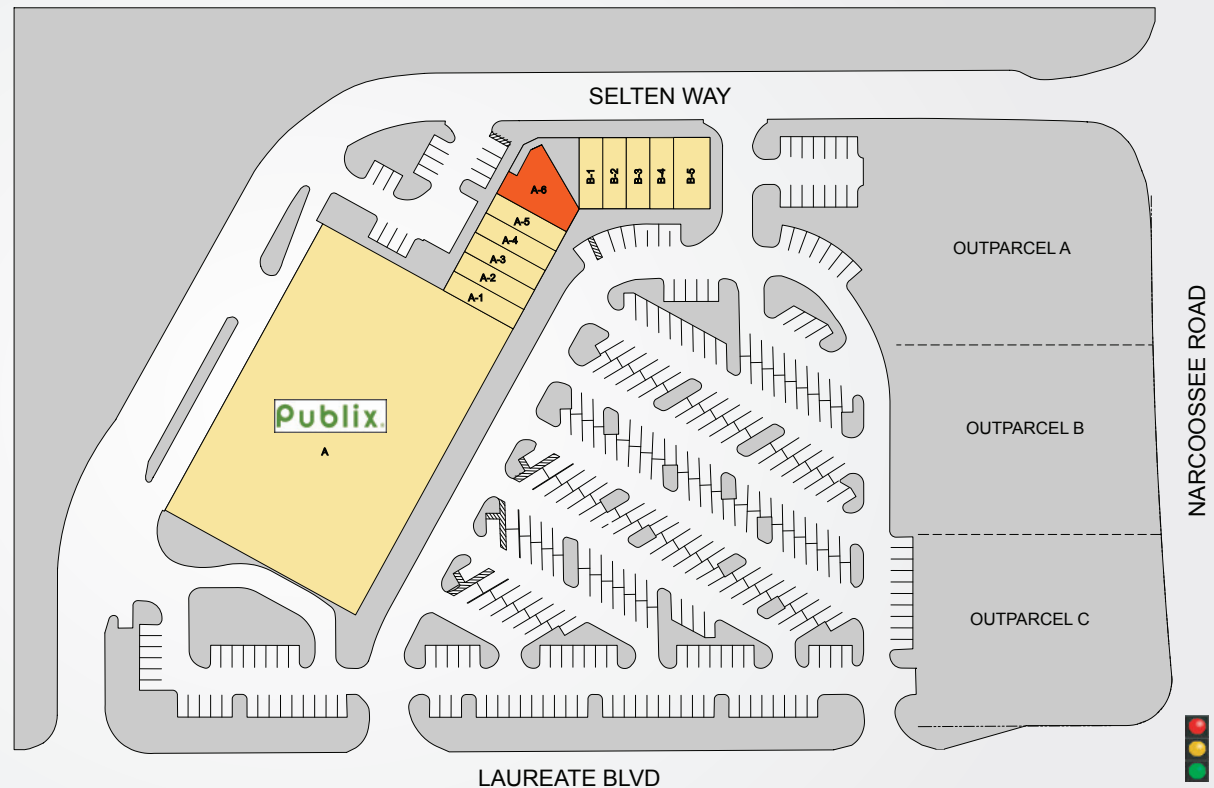 SELTEN WAY
A-6
B-1
B-2
B-3
B-4
B-5
A-5
A-4
A-3
A-2
A-1
OUTPARCEL A
NARCOOSSEE ROAD
Publix.
A
OUTPARCEL B
OUTPARCEL C
LAUREATE BLVD